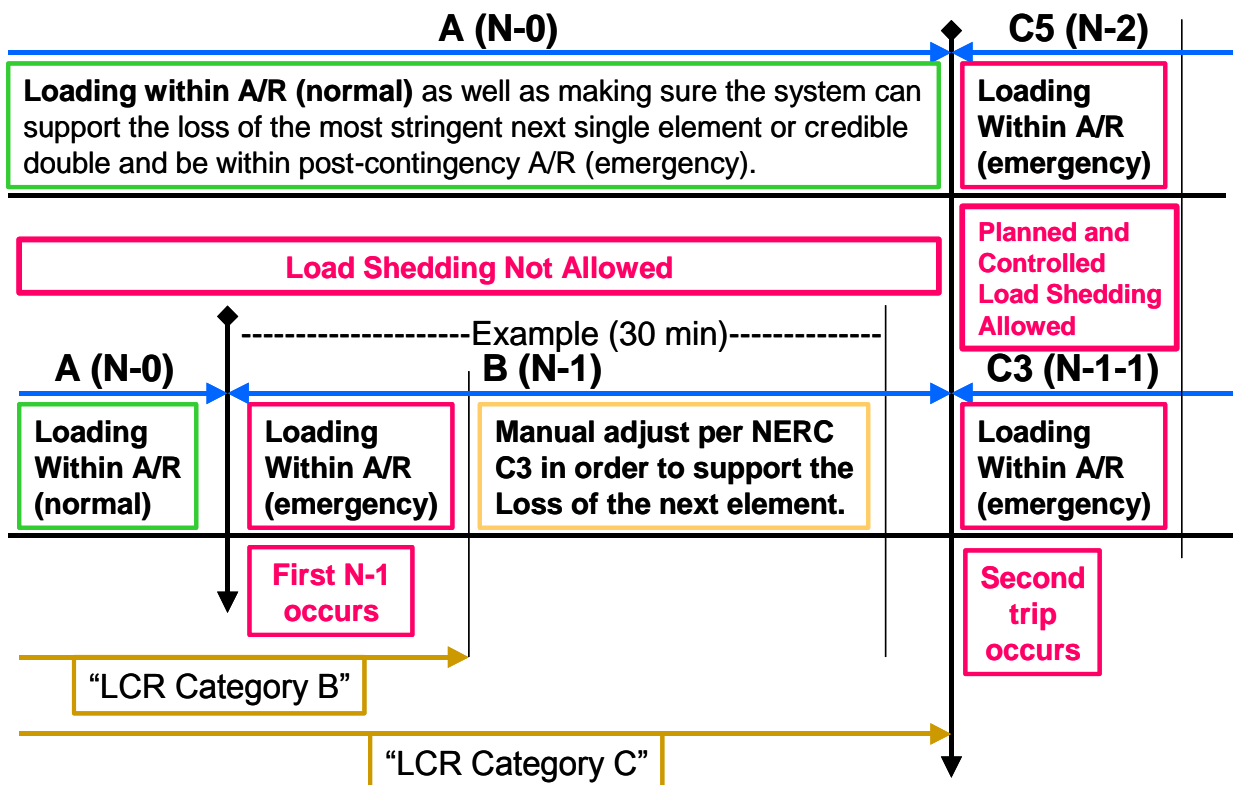 A (N-0)
C5 (N-2)
Loading within A/R (normal) as well as making sure the system can
support the loss of the most stringent next single element or credible
double and be within post-contingency A/R (emergency).
Loading
Within A/R
(emergency)
Load Shedding Not Allowed
Planned and
Controlled
Load Shedding
Allowed
--------------------Example (30 min)-------------
A (N-0)
B (N-1)
C3 (N-1-1)
Loading
Within A/R
(normal)
Loading
Within A/R
(emergency)
Manual adjust per NERC
C3 in order to support the
Loss of the next element.
Loading
Within A/R
(emergency)
First N-1
occurs
Second
trip
occurs
“LCR Category B”
“LCR Category C”